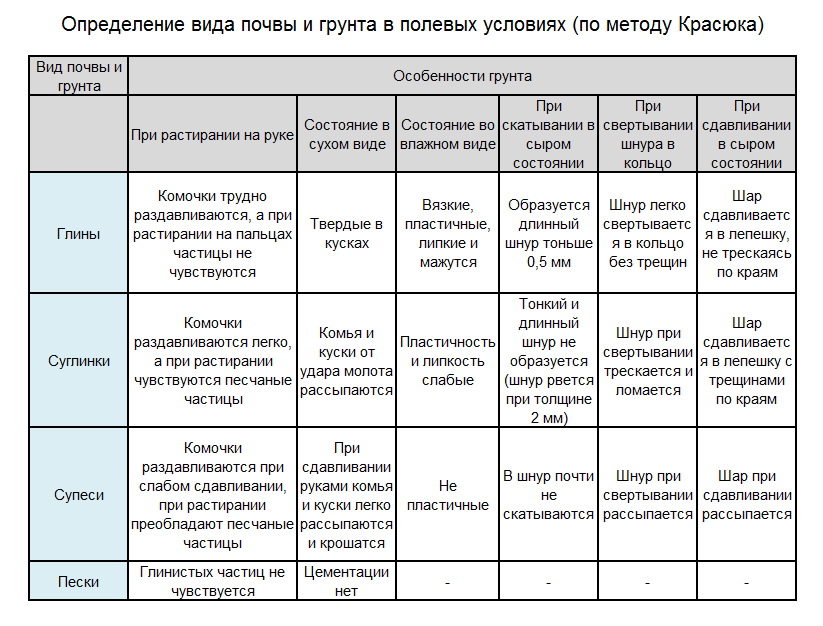 Определение вида почвы и грунта в полевых условиях (по методу Красюка)
Вид почвы и
грунта
Особенности грунта
При растирании на руке
Состояние в
сухом виде
Состояние во
влажном виде
При
скатывании в
сыром
состоянии
При
свертывании
шнура в
кольцо
При
сдавливании
в сыром
состоянии
Глины
Комочки трудно
раздавливаются, а при
растирании на пальцах
частицы не
чувствуются
Твердые в
кусках
Вязкие,
пластичные,
липкие и
мажутся
Образуется
длинный
шнур тоньше
0,5 мм
Шнур легко
свертываетс
я в кольцо
без трещин
Шар
сдавливаетс
я в лепешку,
не трескаясь
по краям
Суглинки
Комочки
раздавливаются легко,
а при растирании
чувствуются песчаные
частицы
Комья и
куски от
удара молота
рассыпаются
Пластичность
и липкость
слабые
Тонкий и
длинный
шнур не
образуется
(шнур рвется
при толщине
2 мм)
Шнур при
свертывании
трескается и
ломается
Шар
сдавливаетс
я в лепешку с
трещинами
по краям
Супеси
Комочки
раздавливаются при
слабом сдавливании,
при растирании
преобладают песчаные
частицы
При
сдавливании
руками комья
и куски легко
рассыпаются
и крошатся
Не
пластичные
В шнур почти
не
скатываются
Шнур при
свертывании
рассыпается
Шар при
сдавливании
рассыпается
Пески
Глинистых частиц не
чувствуется
Цементации
нет
-
-
-
-